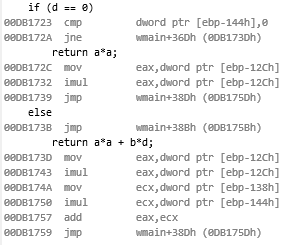 if (d == 0)
00DB1723 cmp dword ptr [ebp-144h],0
00DB172A jne wmain+36Dh (0DB173Dh)
return a*a;
00DB172C mov eax,dword ptr [ebp-12Ch]
00DB1732 imul eax,dword ptr [ebp-12Ch]
00DB1739 jmp wmain+38Dh (0DB175Dh)
else
00DB173B jmp wmain+38Bh (0DB175Bh)
return a*a + b*d;
00DB173D mov eax,dword ptr [ebp-12Ch]
00DB1743 imul eax,dword ptr [ebp-12Ch]
00DB174A mov ecx,dword ptr [ebp-138h]
00DB1750 imul ecx,dword ptr [ebp-144h]
00DB1757 add eax,ecx
00DB1759 jmp wmain+38Dh (0DB175Dh)